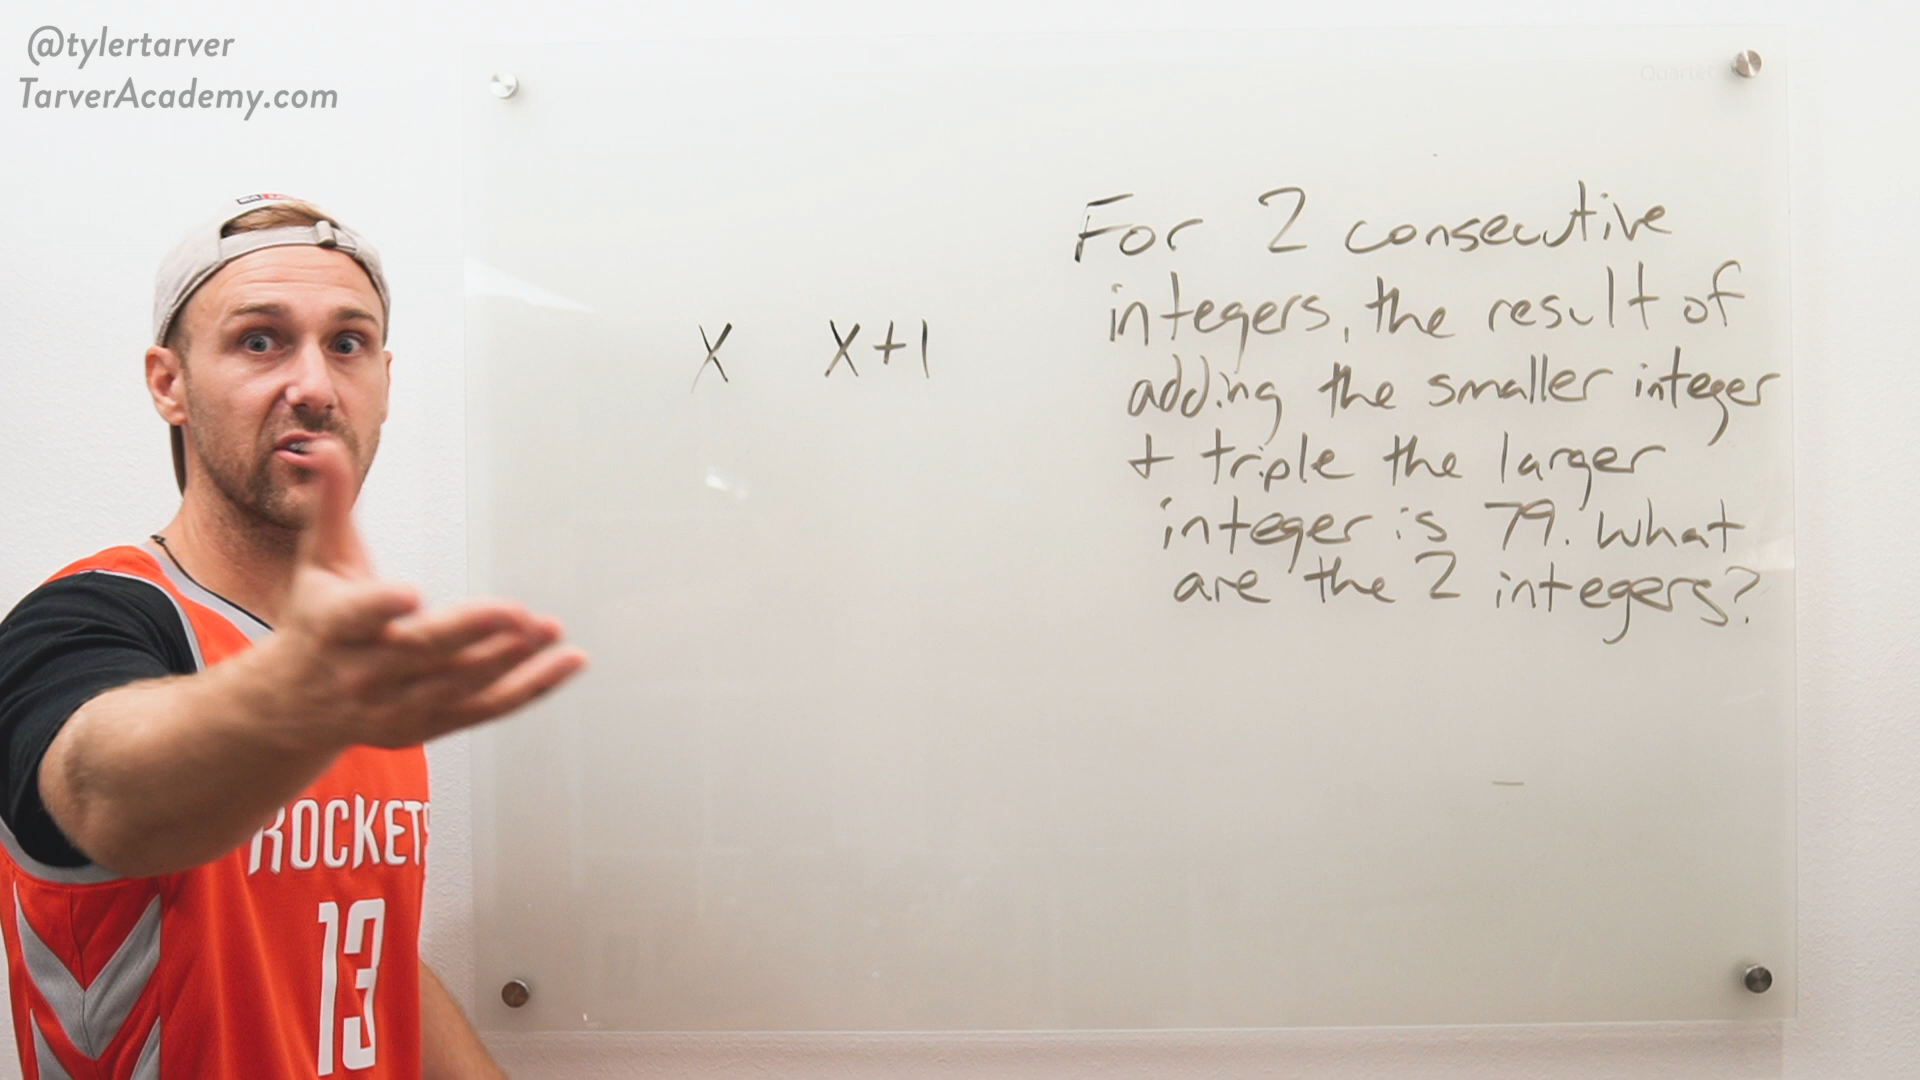 @tylertarver
TarverAcademy.com
Quartet
For 2 consecutive
integers, the result of
adding the smaller integer
+ triple the larger
integer is 79. What
are the 2 integers?
x x+1
ROCKETS
13